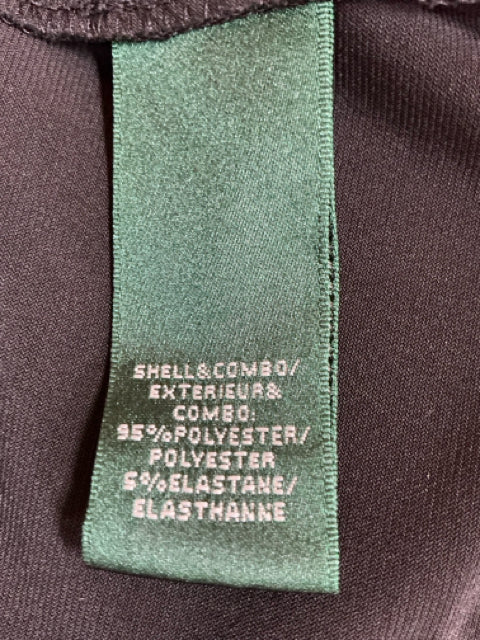 SHELL&COMBO/
EXTERIEUR&
COMBO:
95%POLYESTER/
POLYESTER
5%ELASTANE/
ELASTHANNE